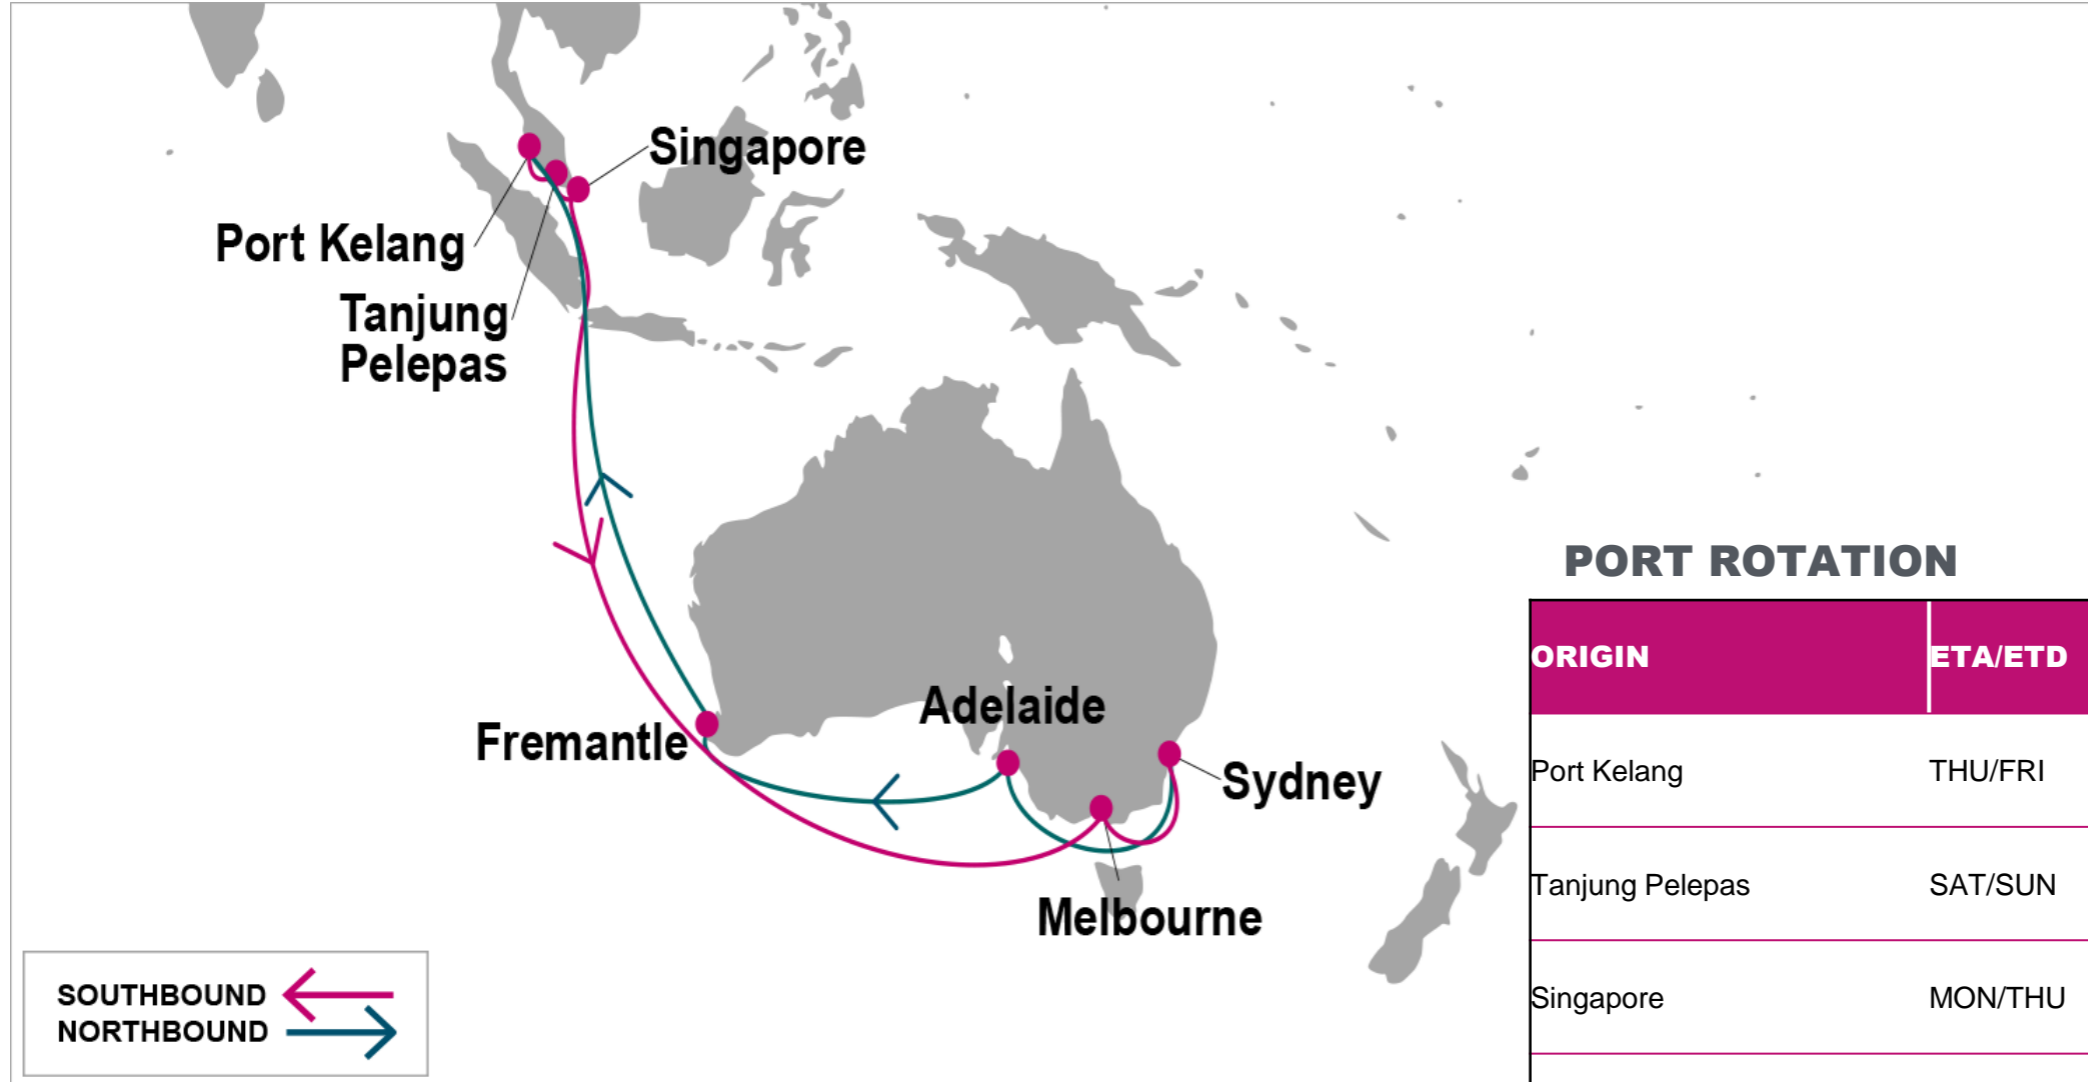 Singapore
Port Kelang
Tanjung
Pelepas
Fremantle
Adelaide
Sydney
Melbourne
SOUTHBOUND
NORTHBOUND
PORT ROTATION
ORIGIN ETA/ETD
Port Kelang THU/FRI
Tanjung Pelepas SAT/SUN
Singapore MON/THU